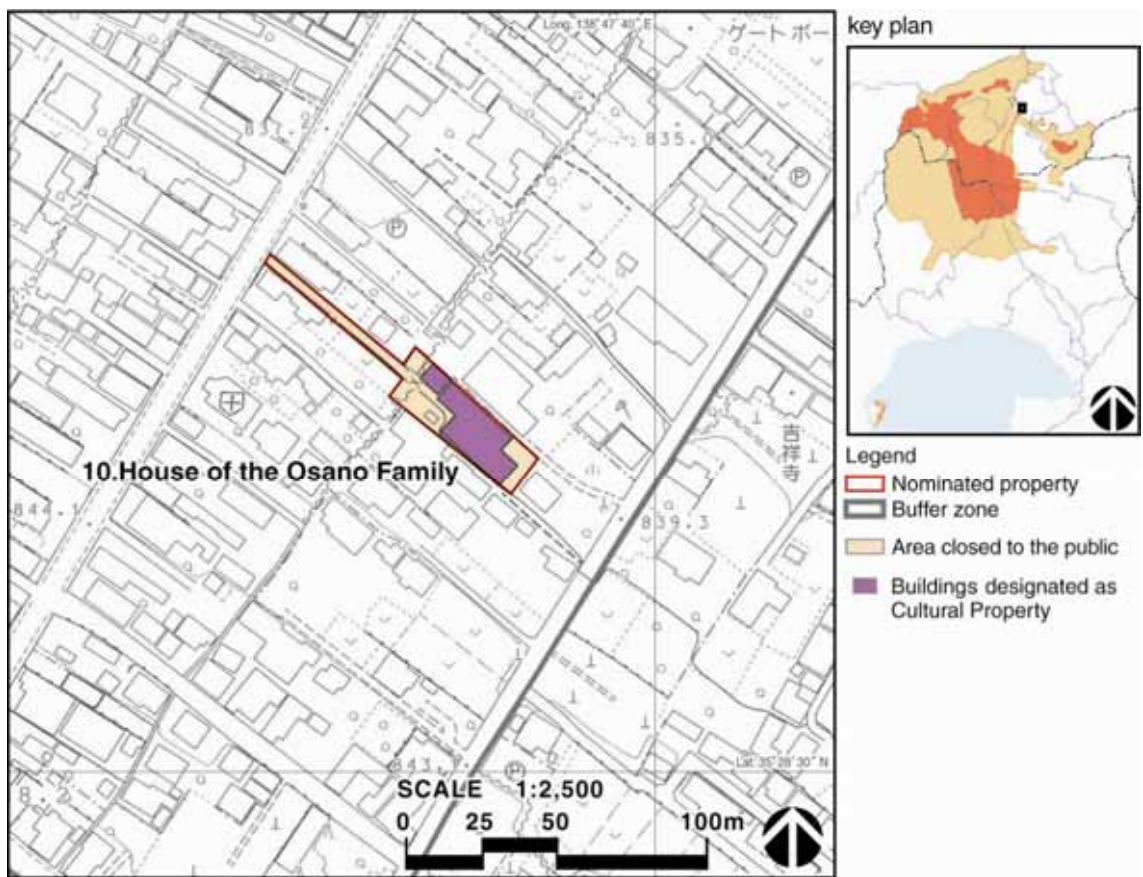 Long. 138°47'40" E
ゲートボー
835.
10.House of the Osano Family
吉祥寺
839.3
844.1
843.
Lat. 35°28'30" N
SCALE 1:2,500
0 25 50 100m
P
P
P
key plan
Legend
Nominated property
Buffer zone
Area closed to the public
Buildings designated as
Cultural Property